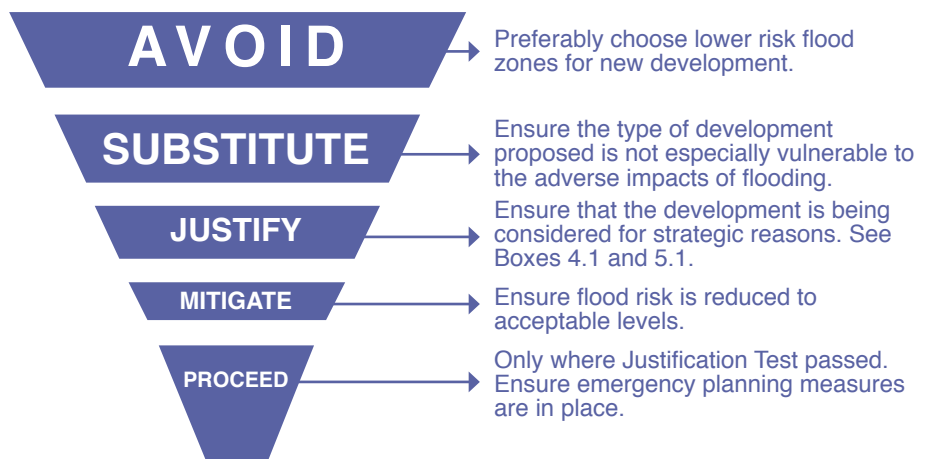 AVOID
Preferably choose lower risk flood
zones for new development.
SUBSTITUTE
Ensure the type of development
proposed is not especially vulnerable to
the adverse impacts of flooding.
JUSTIFY
Ensure that the development is being
considered for strategic reasons. See
Boxes 4.1 and 5.1.
MITIGATE
Ensure flood risk is reduced to
acceptable levels.
PROCEED
Only where Justification Test passed.
Ensure emergency planning measures
are in place.